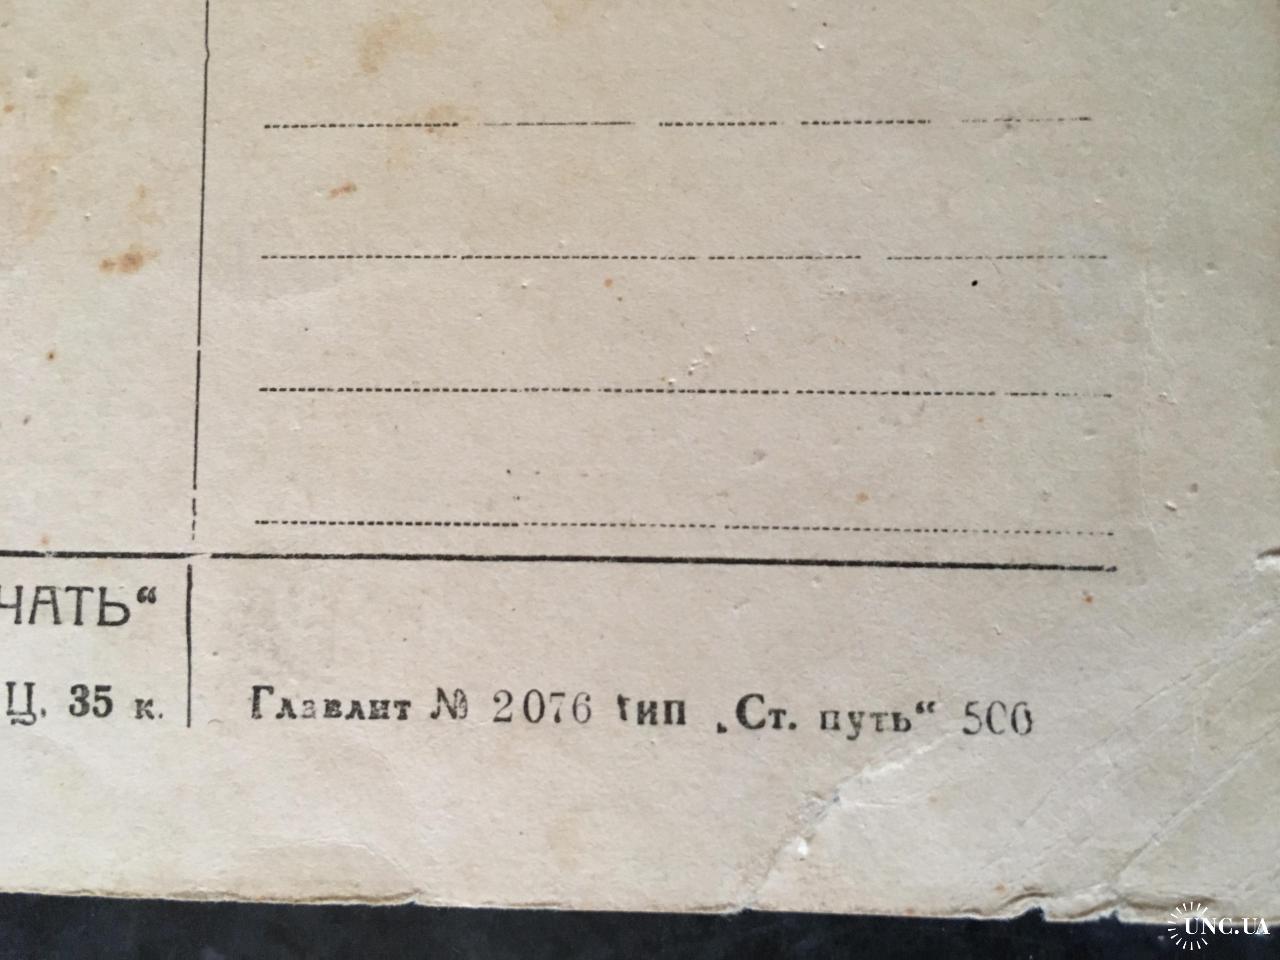 ЧАТЬ“
Ц. 35 к.
Главлит № 2076 тип „Ст. путь“ 500
UNC.UA